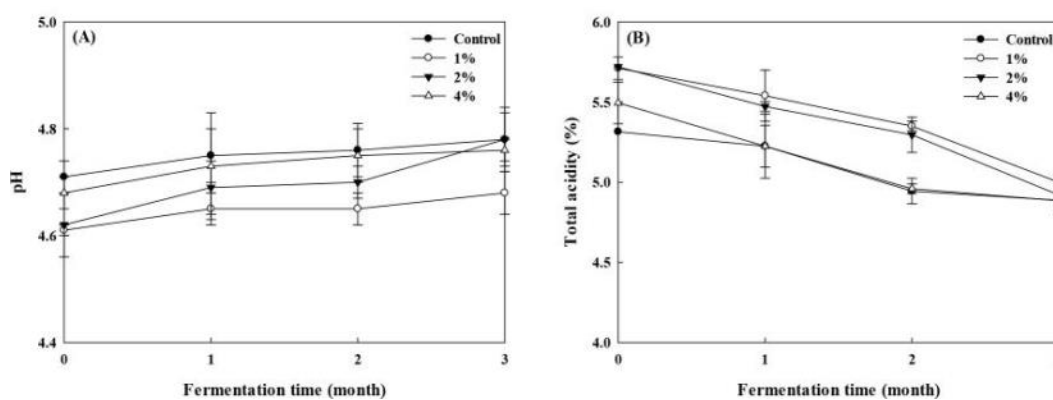 (A)
Control
1%
2%
4%
5.0
4.8
4.6
4.4
pH
0 1 2 3
Fermentation time (month)
(B)
Control
1%
2%
4%
6.0
5.5
5.0
4.5
4.0
Total acidity (%)
0 1 2
Fermentation time (month)